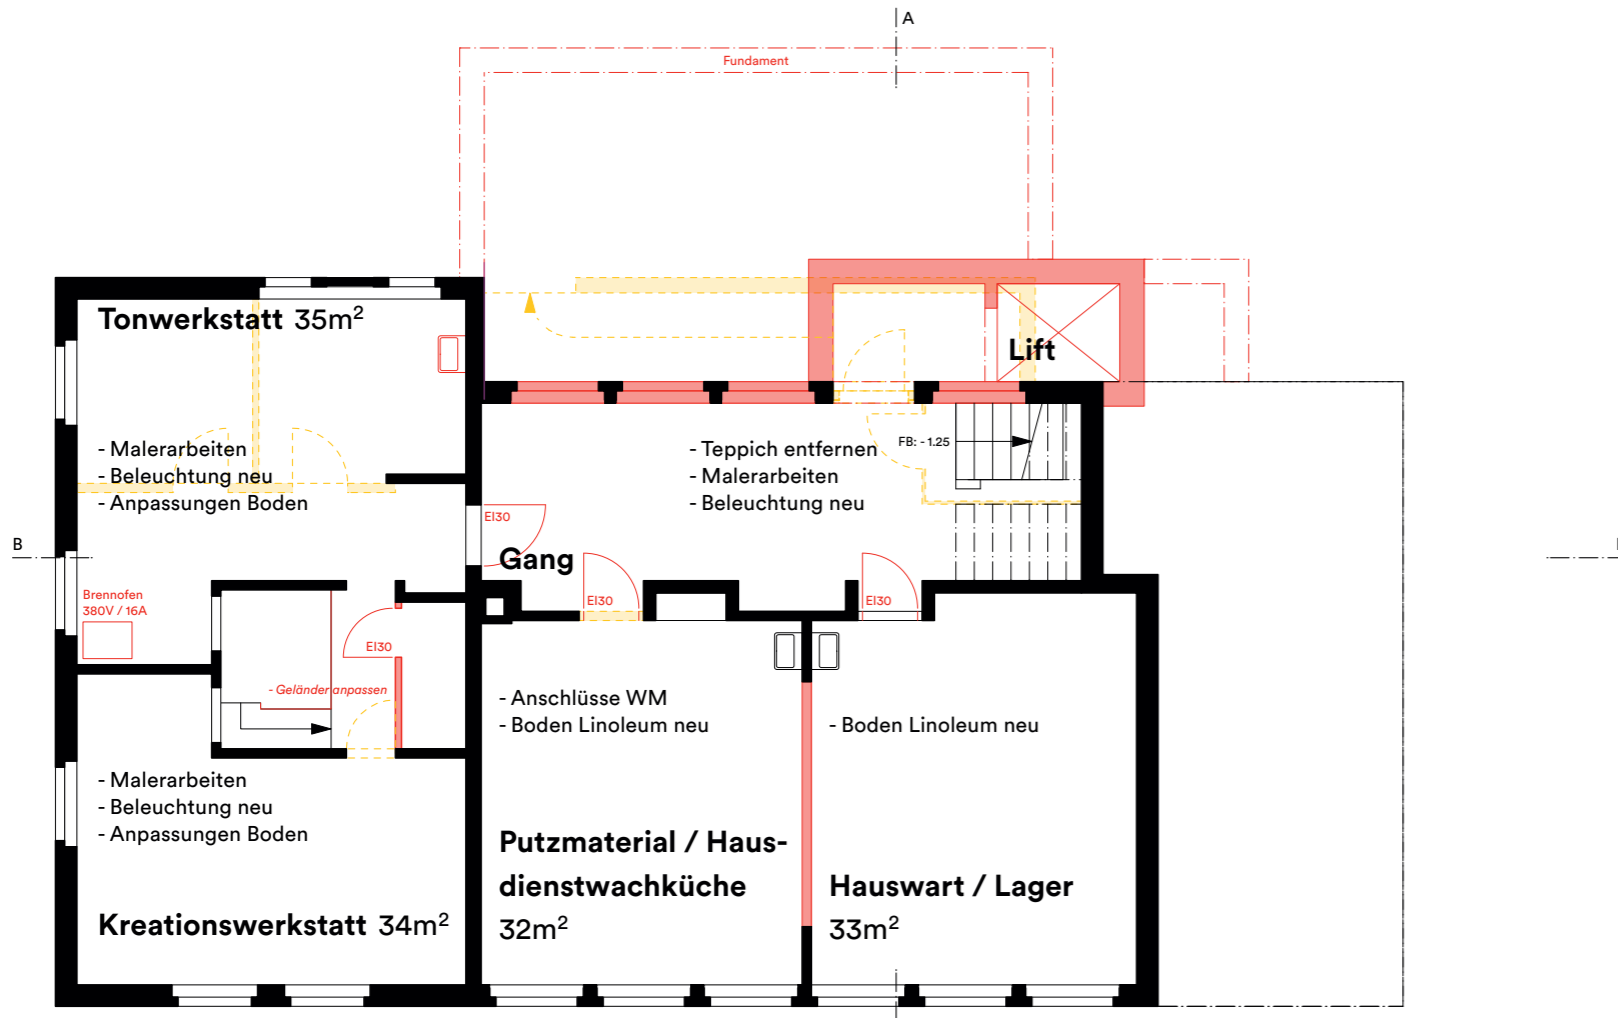 A
Fundament
Tonwerkstatt 35m²
Lift
- Malerarbeiten
- Beleuchtung neu
- Anpassungen Boden
- Teppich entfernen
- Malerarbeiten
- Beleuchtung neu
FB: - 1.25
EI30
B
Gang
Brennofen
380V / 16A
EI30
EI30
EI30
- Geländer anpassen
- Anschlüsse WM
- Boden Linoleum neu
- Boden Linoleum neu
- Malerarbeiten
- Beleuchtung neu
- Anpassungen Boden
Putzmaterial / Haus-
dienstwachküche
32m²
Hauswart / Lager
33m²
Kreationswerkstatt 34m²